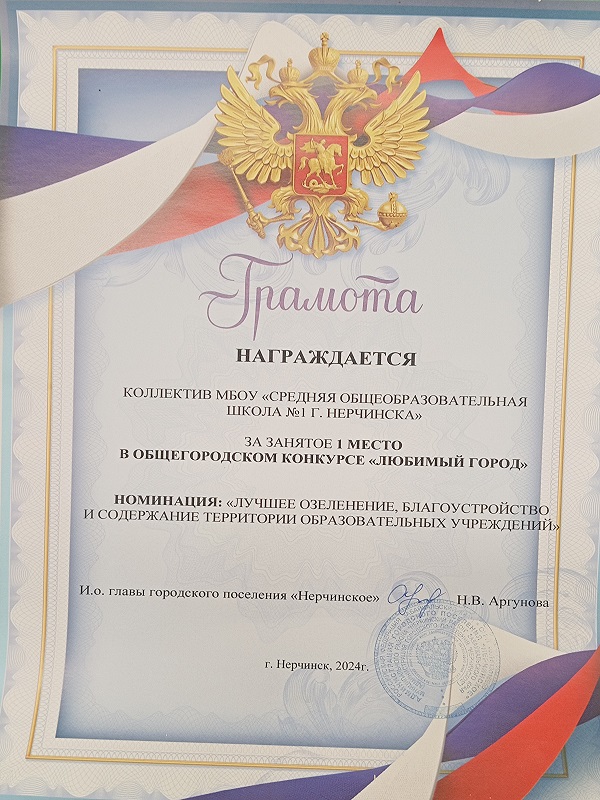 Грамота
НАГРАЖДАЕТСЯ
КОЛЛЕКТИВ МБОУ «СРЕДНЯЯ ОБЩЕОБРАЗОВАТЕЛЬНАЯ
ШКОЛА №1 Г. НЕРЧИНСКА»
ЗА ЗАНЯТОЕ 1 МЕСТО
В ОБЩЕГОРОДСКОМ КОНКУРСЕ «ЛЮБИМЫЙ ГОРОД»
НОМИНАЦИЯ: «ЛУЧШЕЕ ОЗЕЛЕНЕНИЕ, БЛАГОУСТРОЙСТВО
И СОДЕРЖАНИЕ ТЕРРИТОРИИ ОБРАЗОВАТЕЛЬНЫХ УЧРЕЖДЕНИЙ»
И.о. главы городского поселения «Нерчинское» Н.В. Аргунова
г. Нерчинск, 2024г.